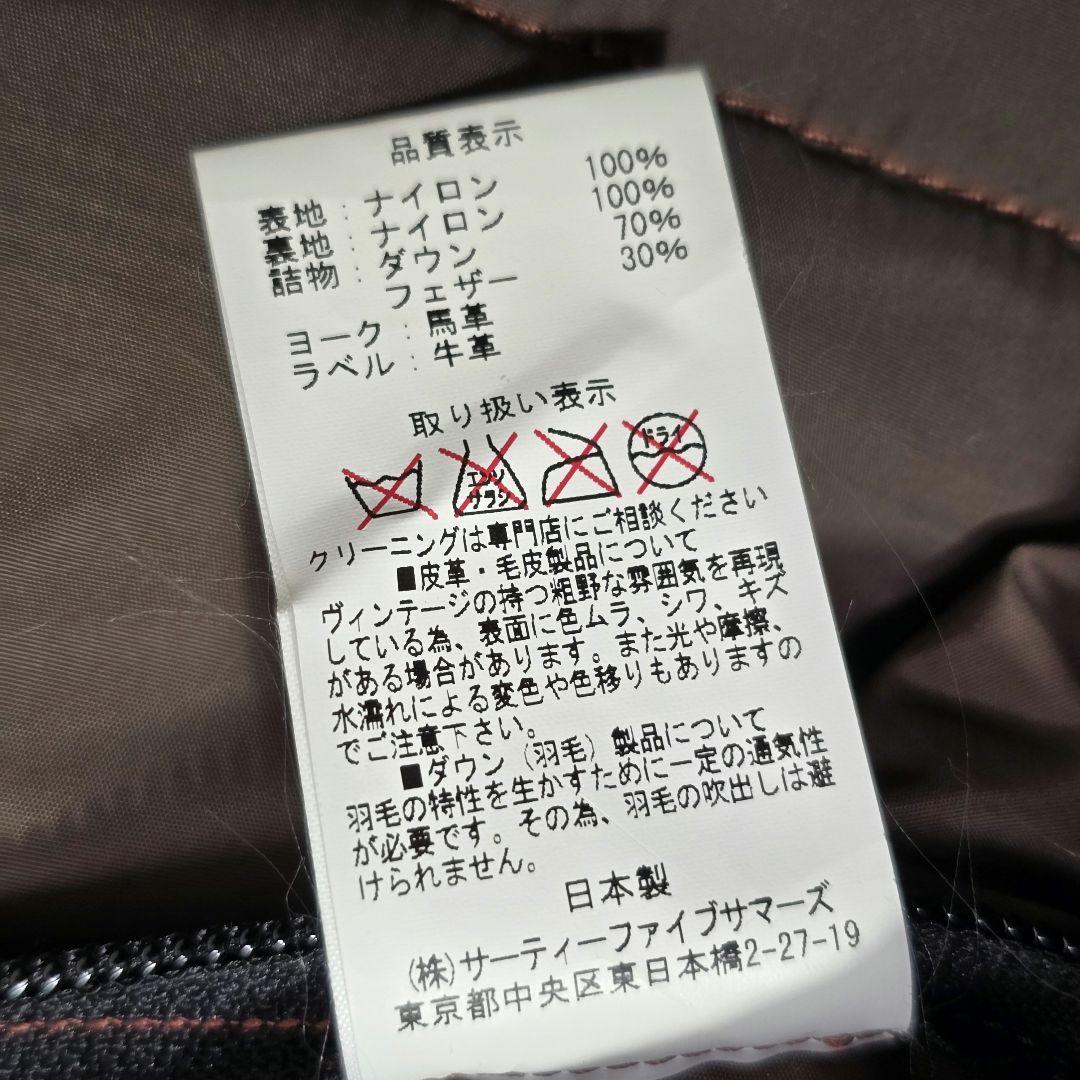 品質表示
表地：ナイロン 100%
裏地：ナイロン 100%
詰物：ダウン 70%
フェザー 30%
ヨーク：馬革
ラベル：牛革
取り扱い表示
エンソサラシ ドライ
クリーニングは専門店にご相談ください
■皮革・毛皮製品について
ヴィンテージの持つ粗野な雰囲気を再現
している為、表面に色ムラ、シワ、キズ
がある場合があります。また光や摩擦、
水濡れによる変色や色移りもありますの
でご注意下さい。
■ダウン（羽毛）製品について
羽毛の特性を生かすために一定の通気性
が必要です。その為、羽毛の吹出しは避
けられません。
日本製
(株)サーティーファイブサマーズ
東京都中央区東日本橋2-27-19